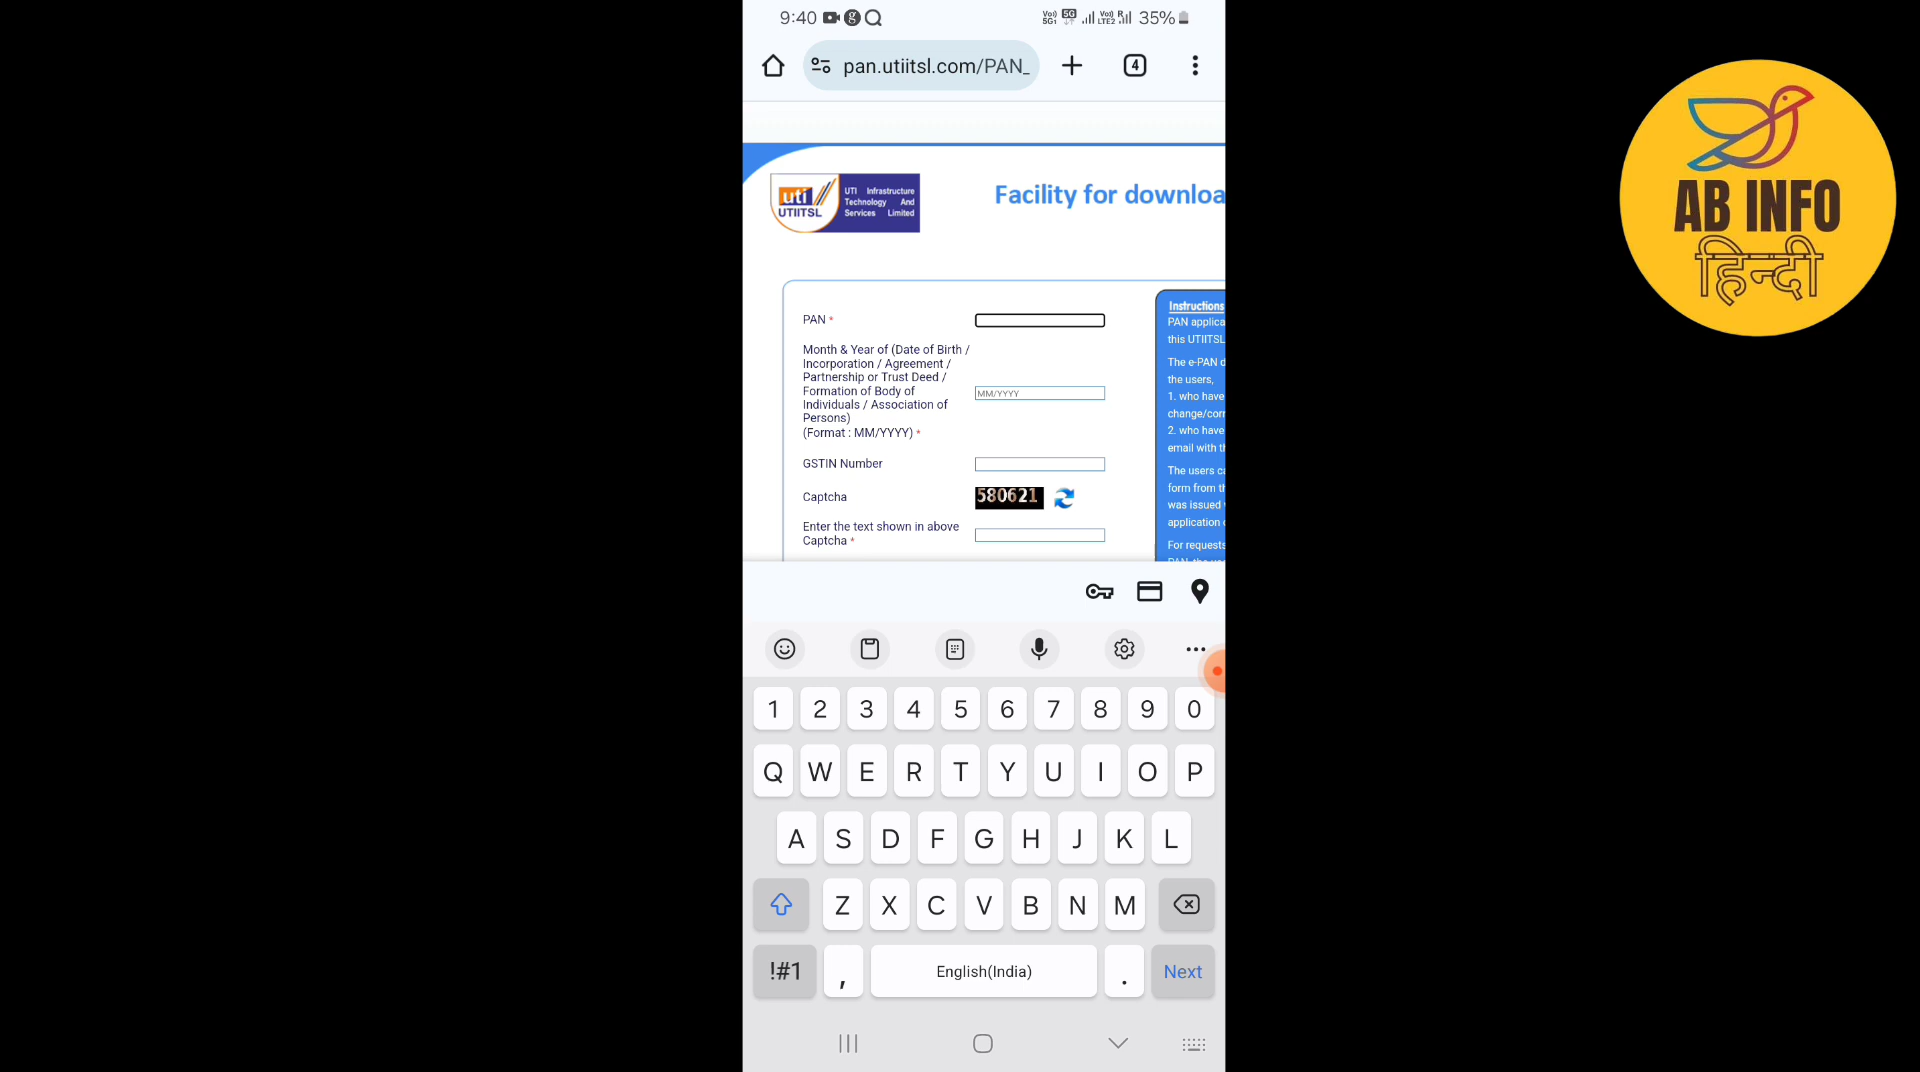 9:40 35%
pan.utiitsl.com/PAN_
4
uti
UTIITSL
UTI Infrastructure
Technology And
Services Limited
Facility for downloa
PAN *
Month & Year of (Date of Birth /
Incorporation / Agreement /
Partnership or Trust Deed /
Formation of Body of
Individuals / Association of
Persons)
(Format : MM/YYYY) *
MM/YYYY
GSTIN Number
Captcha
580621
Enter the text shown in above
Captcha *
Instructions
PAN applica
this UTIITSL
The e-PAN d
the users,
1. who have
change/corr
2. who have
email with th
The users ca
form from th
was issued
application
For requests
1 2 3 4 5 6 7 8 9 0
Q W E R T Y U I O P
A S D F G H J K L
Z X C V B N M
!#1 , English(India) . Next
AB INFO
हिन्दी